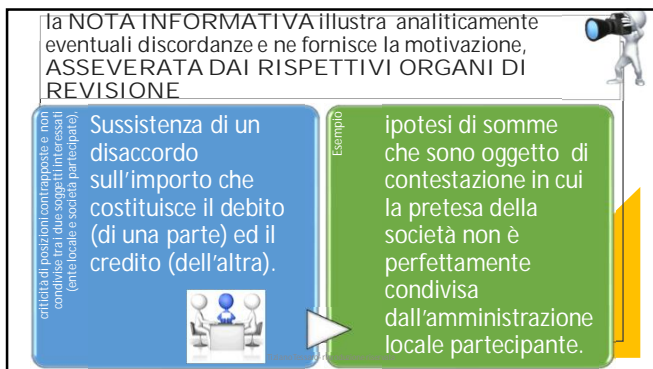 la NOTA INFORMATIVA illustra analiticamente
eventuali discordanze e ne fornisce la motivazione,
ASSEVERATA DAI RISPETTIVI ORGANI DI
REVISIONE
criticità di posizioni contrapposte e non
condivise tra i due soggetti interessati
(ente locale e società partecipate).
Sussistenza di un
disaccordo
sull'importo che
costituisce il debito
(di una parte) ed il
credito (dell'altra).
Esempio
ipotesi di somme
che sono oggetto di
contestazione in cui
la pretesa della
società non è
perfettamente
condivisa
dall'amministrazione
locale partecipante.